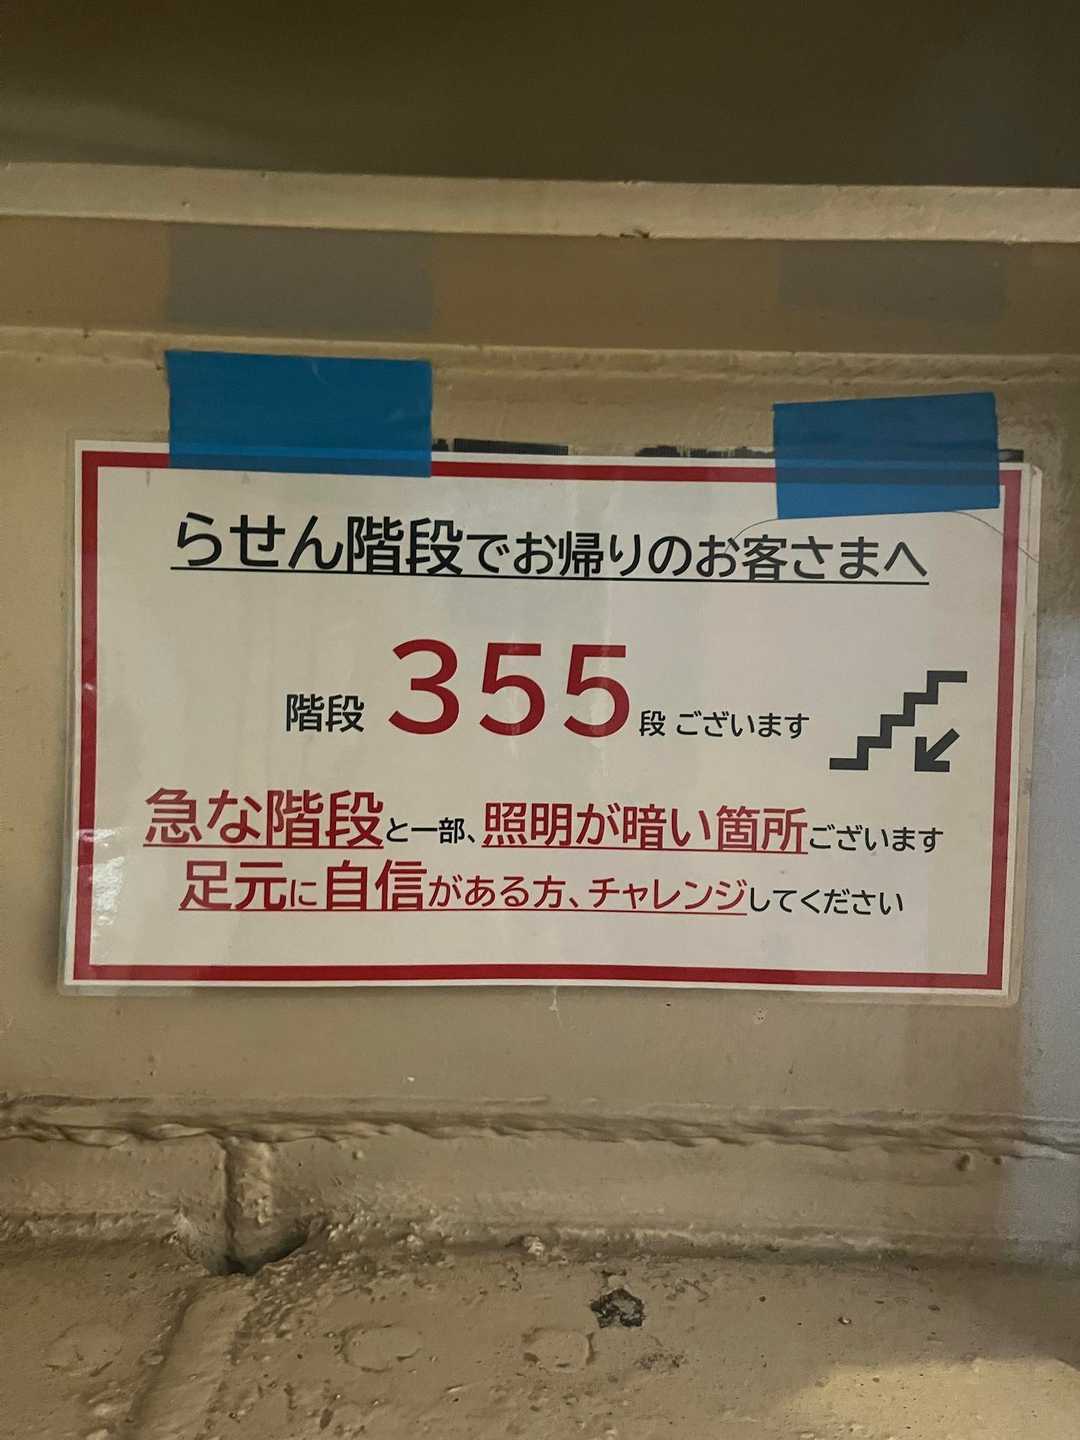 らせん階段でお帰りのお客さまへ
階段 355 段 ございます
急な階段と一部、照明が暗い箇所ございます
足元に自信がある方、チャレンジしてください